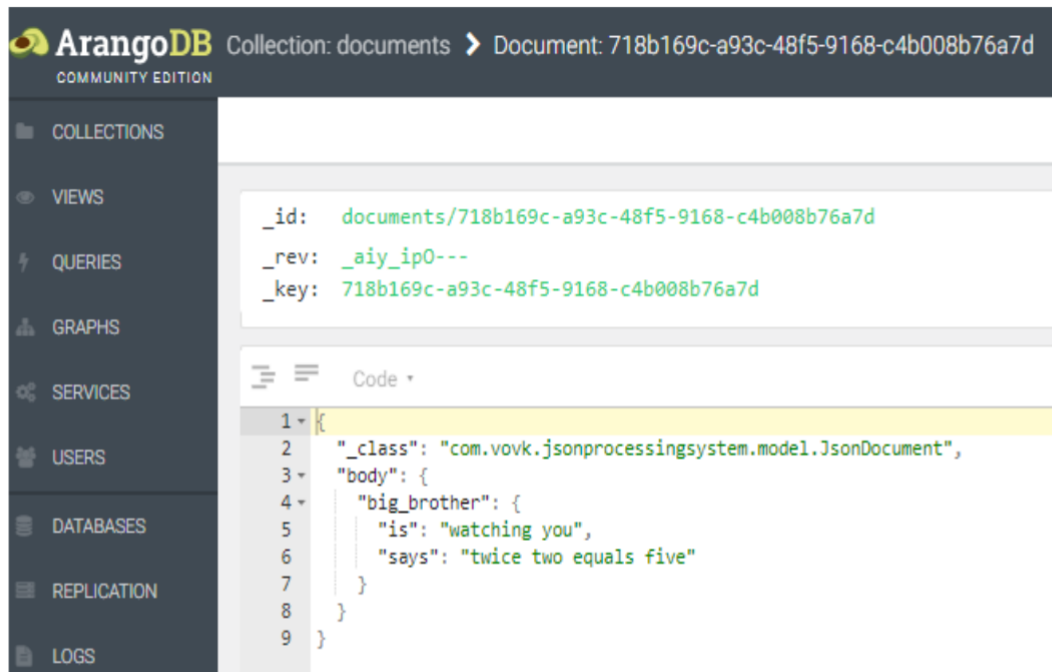 ArangoDB Collection: documents > Document: 718b169c-a93c-48f5-9168-c4b008b76a7d
COMMUNITY EDITION
COLLECTIONS
VIEWS
QUERIES
GRAPHS
SERVICES
USERS
DATABASES
REPLICATION
LOGS
_id: documents/718b169c-a93c-48f5-9168-c4b008b76a7d
_rev: _aiy_ipO---
_key: 718b169c-a93c-48f5-9168-c4b008b76a7d
Code
1 {
2 "_class": "com.vovk.jsonprocessingsystem.model.JsonDocument",
3 "body": {
4 "big_brother": {
5 "is": "watching you",
6 "says": "twice two equals five"
7 }
8 }
9 }